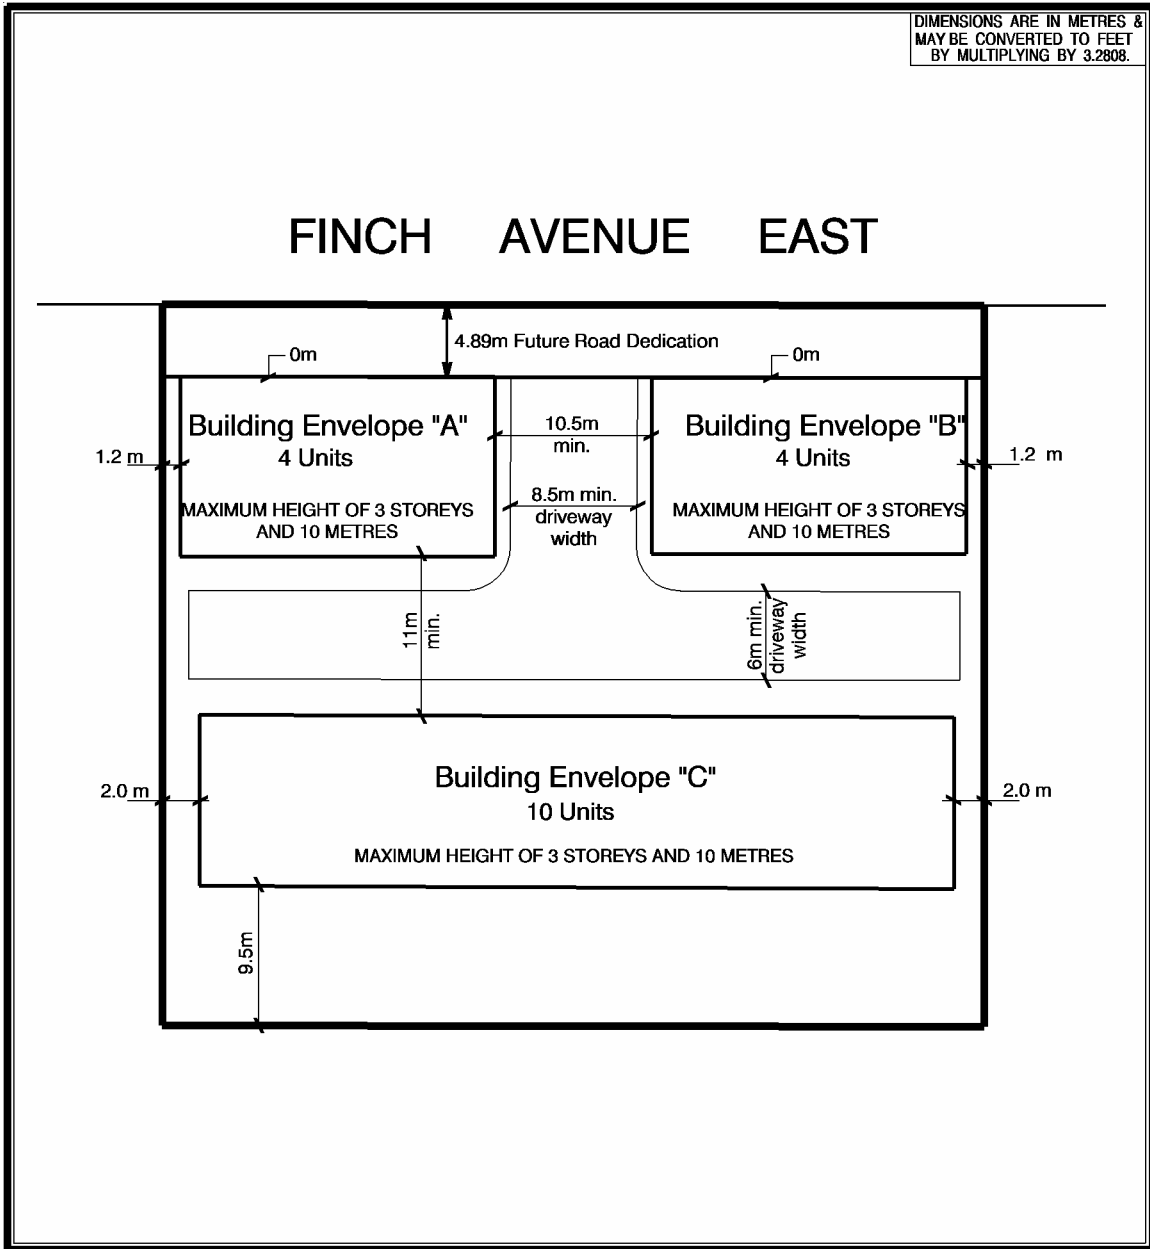 DIMENSIONS ARE IN METRES &
MAY BE CONVERTED TO FEET
BY MULTIPLYING BY 3.2808.
FINCH AVENUE EAST
4.89m Future Road Dedication
0m
0m
Building Envelope "A"
4 Units
MAXIMUM HEIGHT OF 3 STOREYS
AND 10 METRES
10.5m
min.
8.5m min.
driveway
width
Building Envelope "B"
4 Units
MAXIMUM HEIGHT OF 3 STOREYS
AND 10 METRES
1.2 m
1.2 m
11m
min.
6m min.
driveway
width
Building Envelope "C"
10 Units
MAXIMUM HEIGHT OF 3 STOREYS AND 10 METRES
2.0 m
2.0 m
9.5m